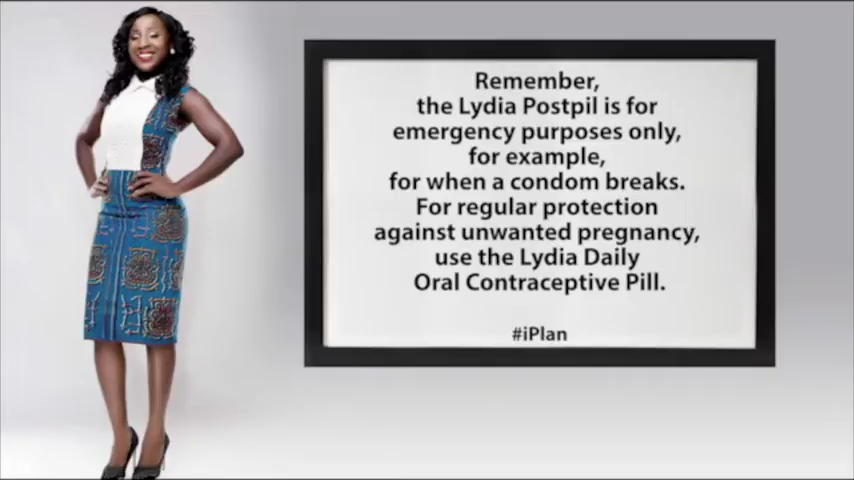 Remember,
the Lydia Postpil is for
emergency purposes only,
for example,
for when a condom breaks.
For regular protection
against unwanted pregnancy,
use the Lydia Daily
Oral Contraceptive Pill.
#iPlan